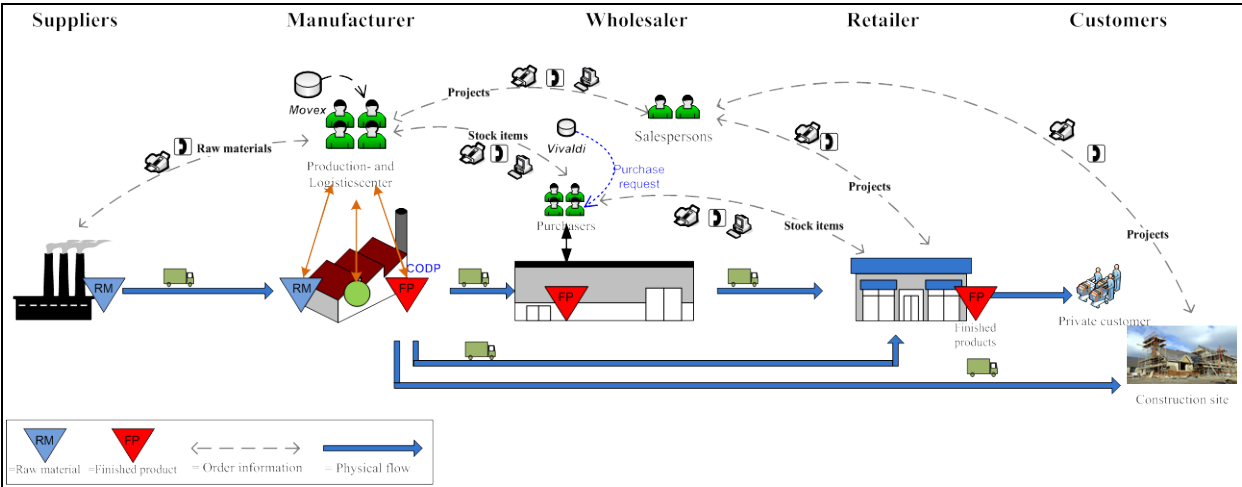 Suppliers
Manufacturer
Wholesaler
Retailer
Customers
Movex
Projects
Salespersons
Stock items
Vivaldi
Raw materials
Production- and
Logisticscenter
Purchase
request
Projects
Purchasers
Stock items
Projects
CODP
RM
RM
FP
FP
FP
Finished
products
Private customer
Construction site
RM
=Raw material
FP
=Finished product
= Order information
= Physical flow